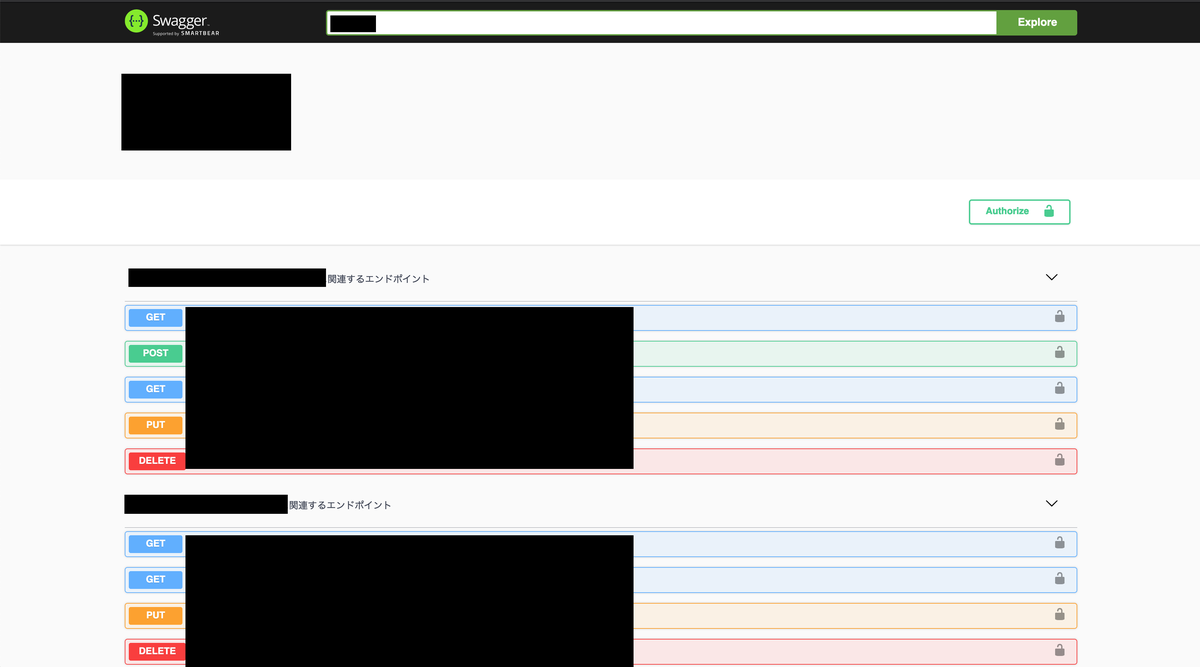 Swagger.
Supported by SMARTBEAR
Explore
Authorize
関連するエンドポイント
GET
POST
GET
PUT
DELETE
関連するエンドポイント
GET
GET
PUT
DELETE